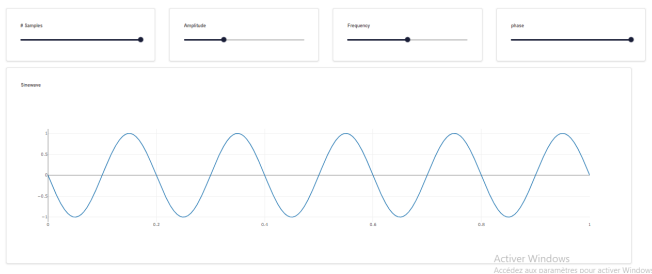 # Samples
Amplitude
Frequency
phase
Sinewave
1
0.5
0
−0.5
−1
0
0.2
0.4
0.6
0.8
1
Activer Windows
Accédez aux paramètres pour activer Window